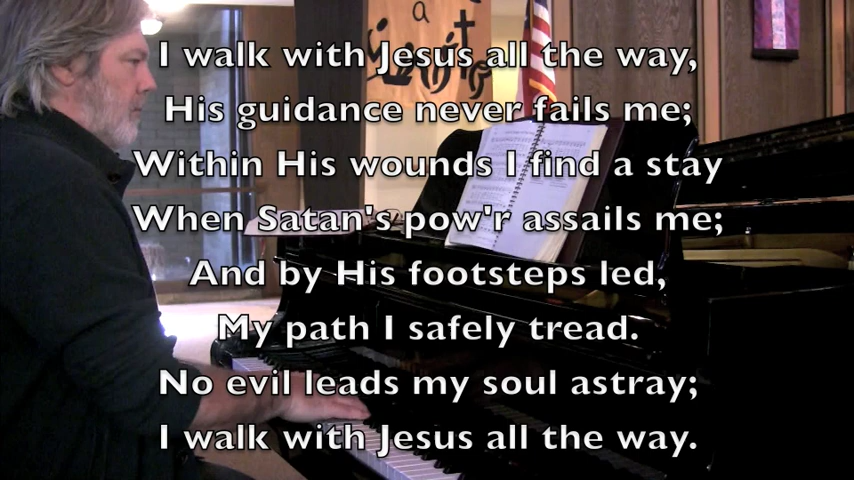 I walk with Jesus all the way,
His guidance never fails me;
Within His wounds I find a stay
When Satan's pow'r assails me;
And by His footsteps led,
My path I safely tread.
No evil leads my soul astray;
I walk with Jesus all the way.